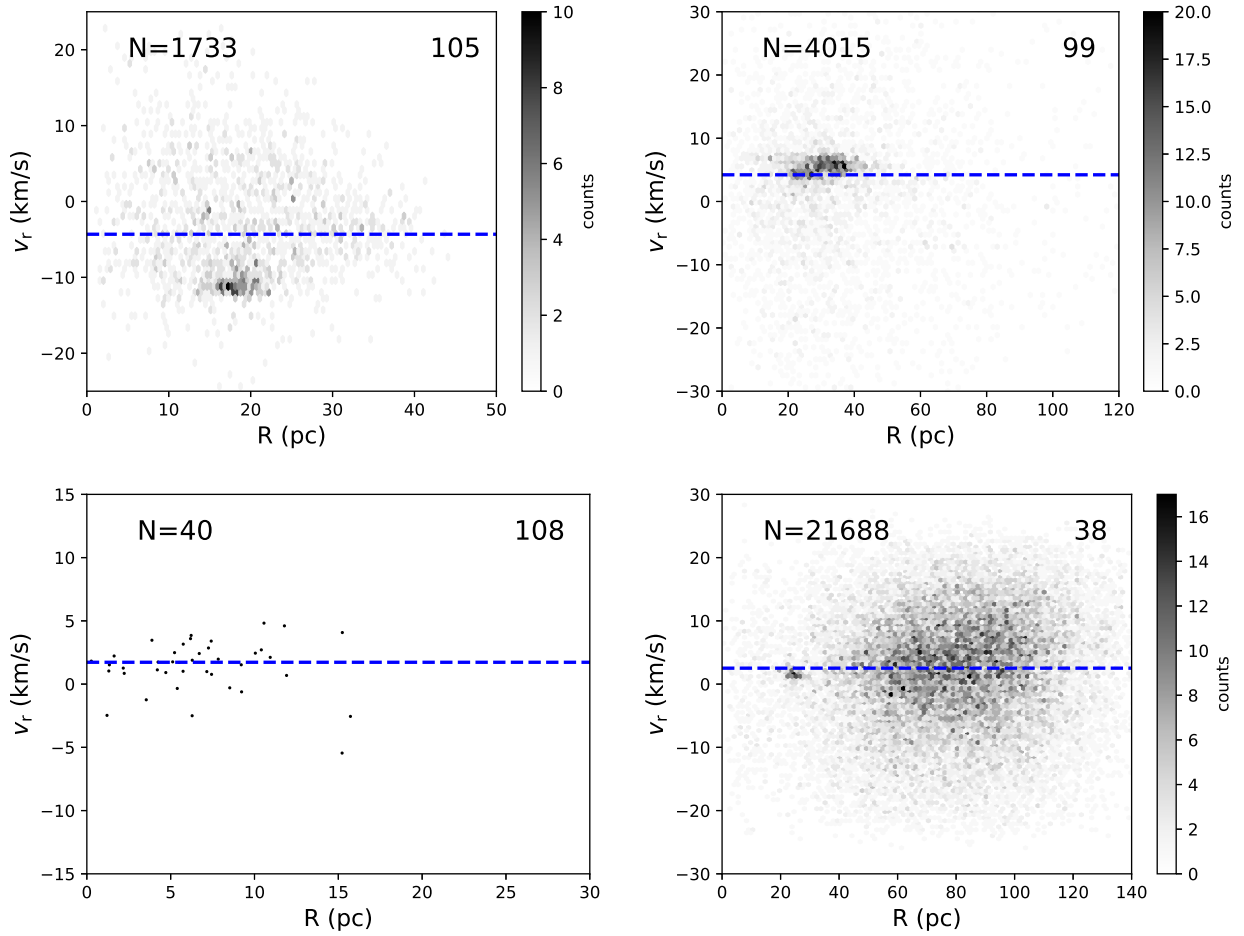 N=1733 105
20
10
0
−10
−20
v_r (km/s)
0 10 20 30 40 50
R (pc)
10
8
6
4
2
0
counts
N=4015 99
30
20
10
0
−10
−20
−30
v_r (km/s)
0 20 40 60 80 100 120
R (pc)
20.0
17.5
15.0
12.5
10.0
7.5
5.0
2.5
0.0
counts
N=40 108
15
10
5
0
−5
−10
−15
v_r (km/s)
0 5 10 15 20 25 30
R (pc)
N=21688 38
30
20
10
0
−10
−20
−30
v_r (km/s)
0 20 40 60 80 100 120 140
R (pc)
16
14
12
10
8
6
4
2
0
counts